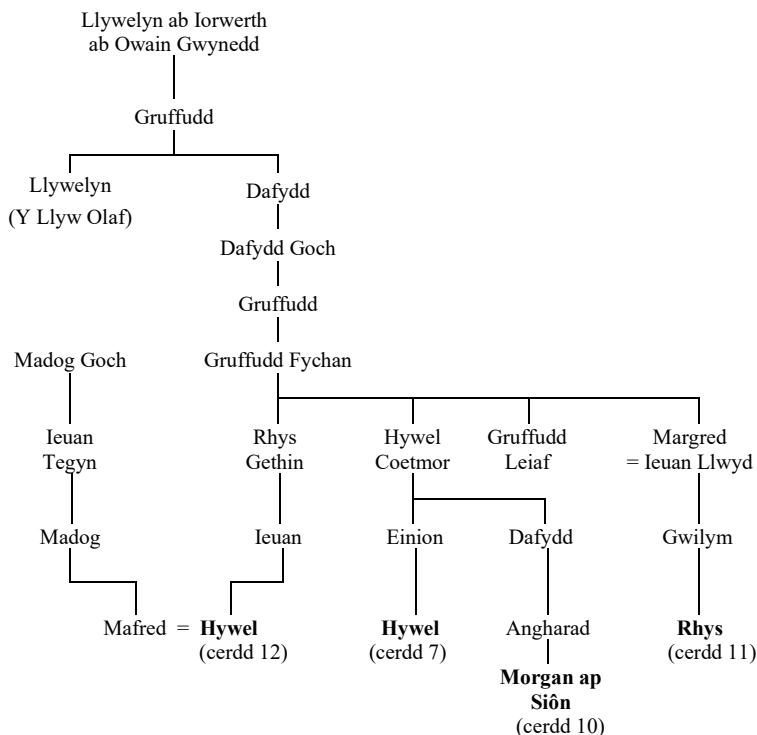 Llywelyn ab Iorwerth
ab Owain Gwynedd
Gruffudd
Llywelyn
(Y Llyw Olaf)
Dafydd
Dafydd Goch
Gruffudd
Madog Goch
Gruffudd Fychan
Ieuan
Tegyn
Rhys
Gethin
Hywel
Coetmor
Gruffudd
Leiaf
Margred
= Ieuan Llwyd
Madog
Ieuan
Einion
Dafydd
Gwilym
Mafred = Hywel
(cerdd 12)
Hywel
(cerdd 7)
Angharad
Rhys
(cerdd 11)
Morgan ap
Siôn
(cerdd 10)